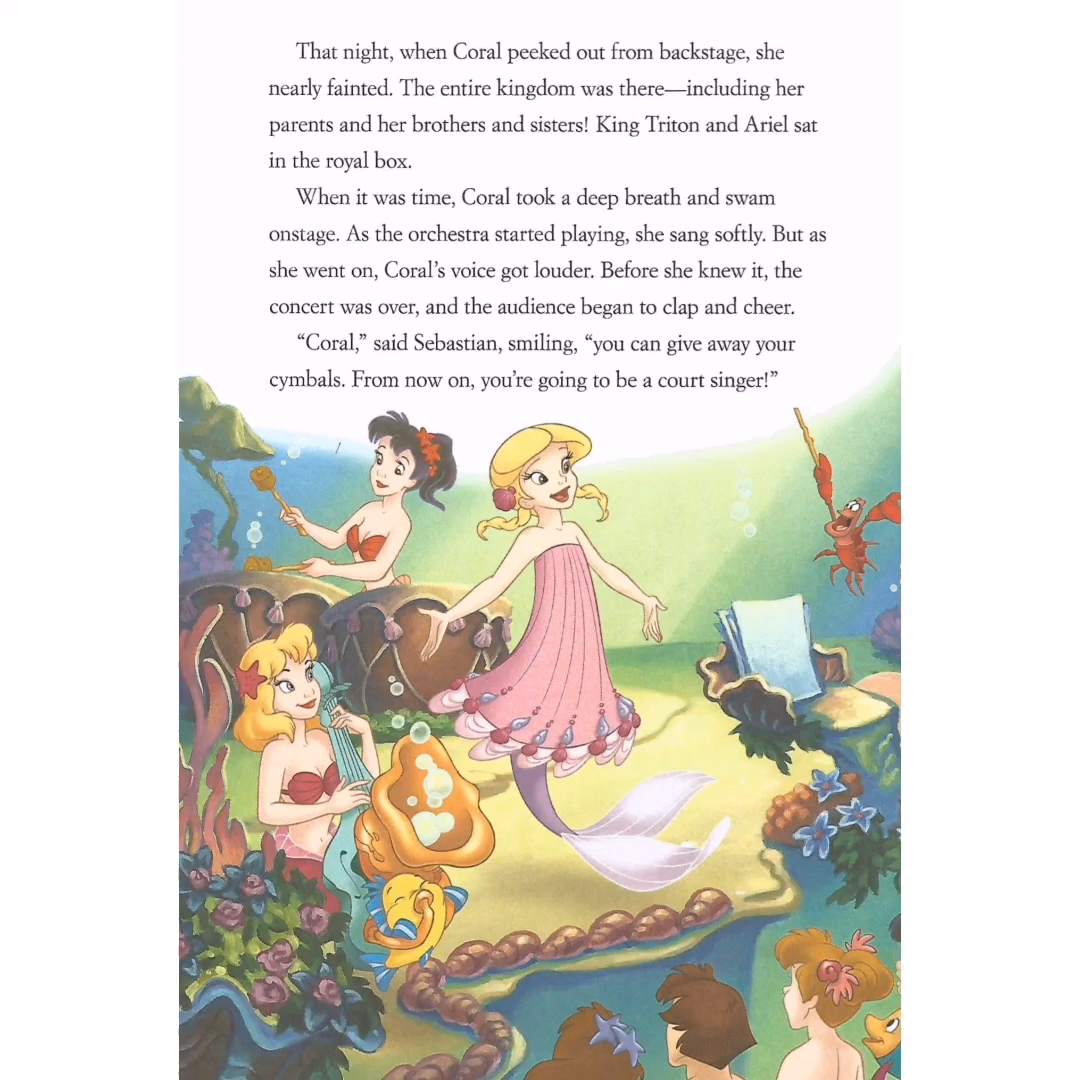 That night, when Coral peeked out from backstage, she
nearly fainted. The entire kingdom was there—including her
parents and her brothers and sisters! King Triton and Ariel sat
in the royal box.
When it was time, Coral took a deep breath and swam
onstage. As the orchestra started playing, she sang softly. But as
she went on, Coral’s voice got louder. Before she knew it, the
concert was over, and the audience began to clap and cheer.
“Coral,” said Sebastian, smiling, “you can give away your
cymbals. From now on, you’re going to be a court singer!”